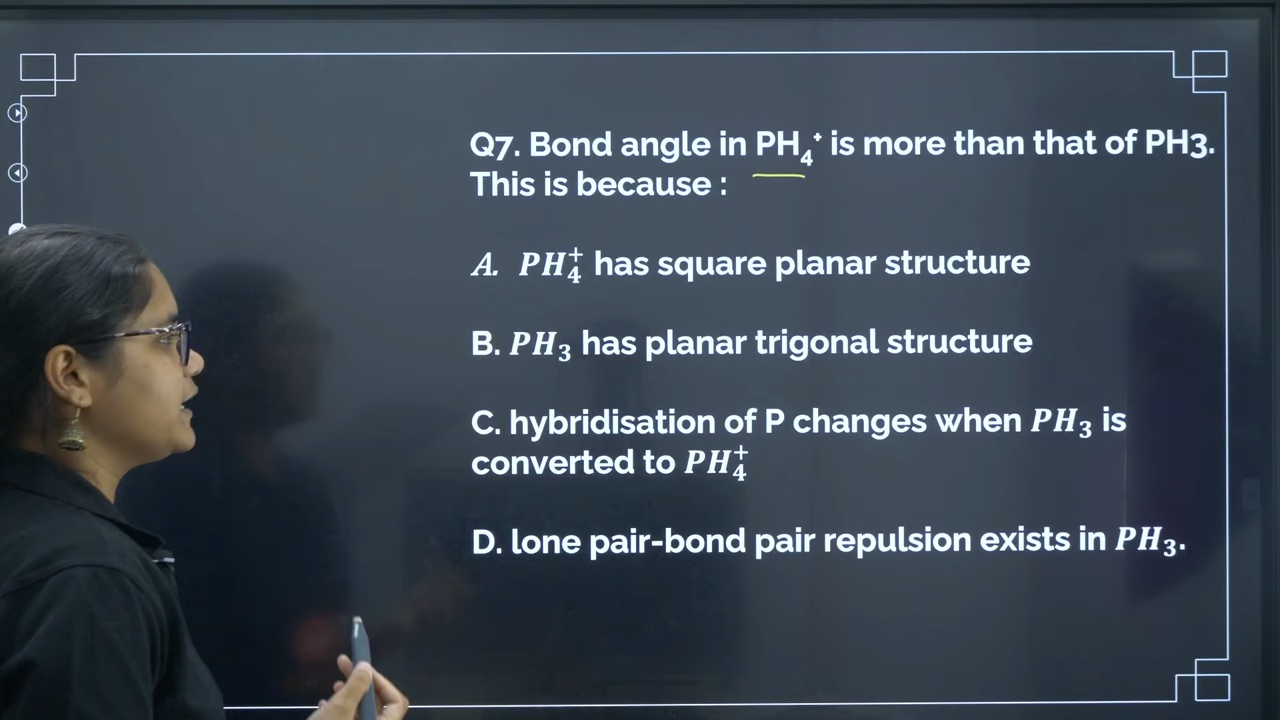 Q7. Bond angle in PH₄⁺ is more than that of PH3.
This is because :
A. PH₄⁺ has square planar structure
B. PH₃ has planar trigonal structure
C. hybridisation of P changes when PH₃ is
converted to PH₄⁺
D. lone pair-bond pair repulsion exists in PH₃.